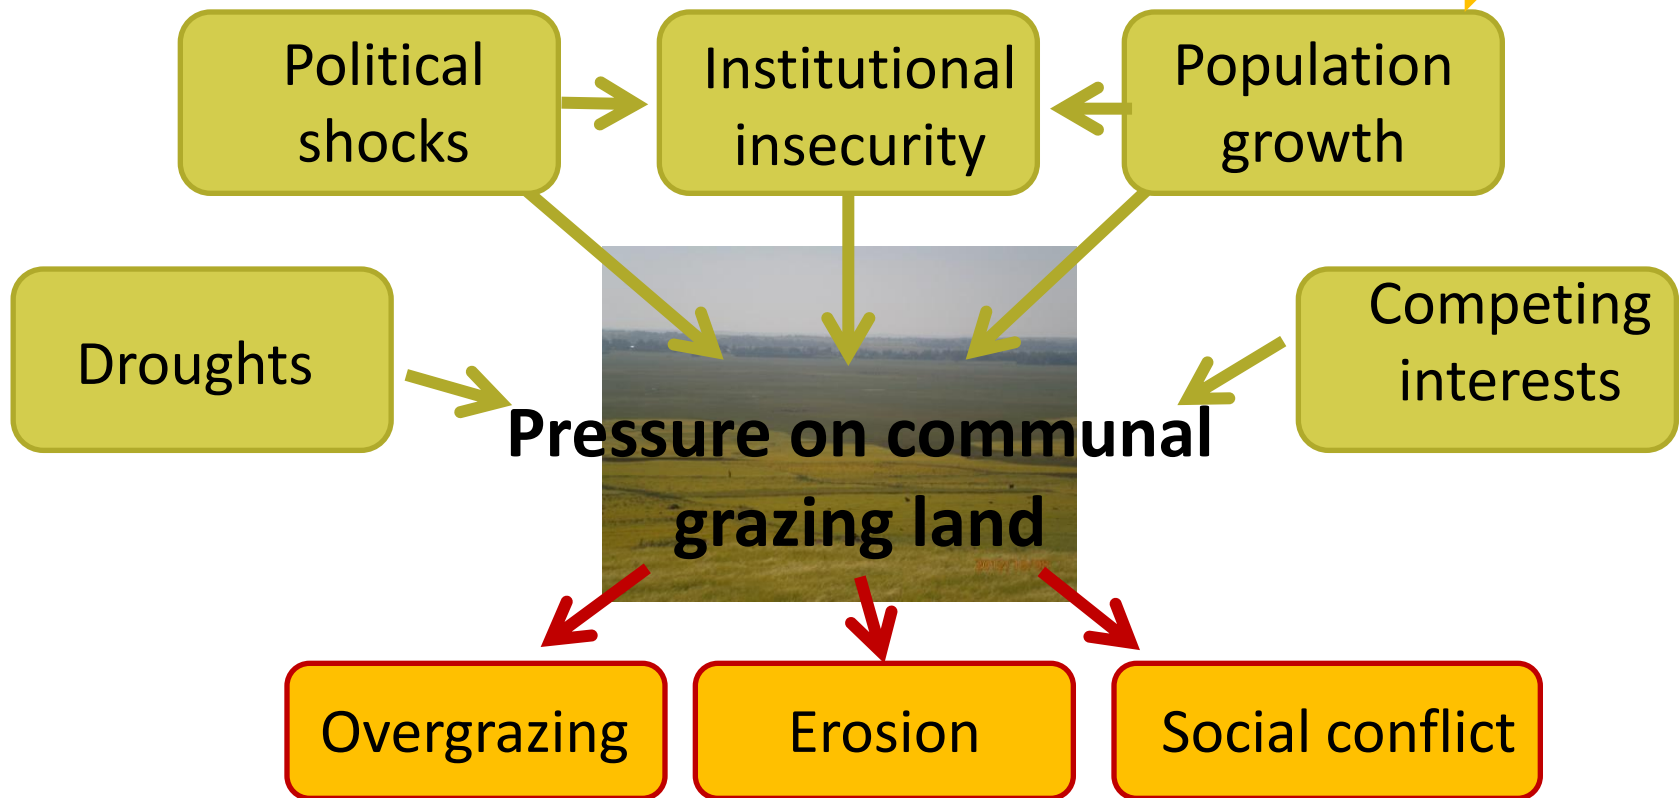 Political
shocks
Institutional
insecurity
Population
growth
Droughts
Competing
interests
Pressure on communal
grazing land
Overgrazing
Erosion
Social conflict